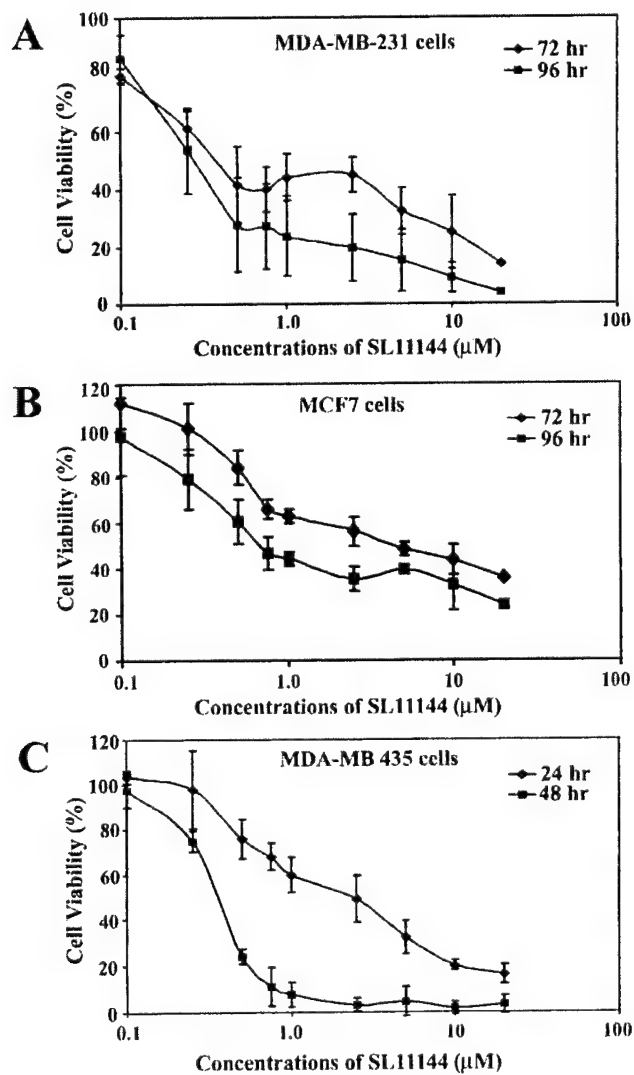 A
MDA-MB-231 cells
72 hr
96 hr
Cell Viability (%)
100
80
60
40
20
0
0.1
1.0
10
100
Concentrations of SL11144 (μM)
B
MCF7 cells
72 hr
96 hr
Cell Viability (%)
120
100
80
60
40
20
0
0.1
1.0
10
100
Concentrations of SL11144 (μM)
C
MDA-MB 435 cells
24 hr
48 hr
Cell Viability (%)
120
100
80
60
40
20
0
0.1
1.0
10
100
Concentrations of SL11144 (μM)